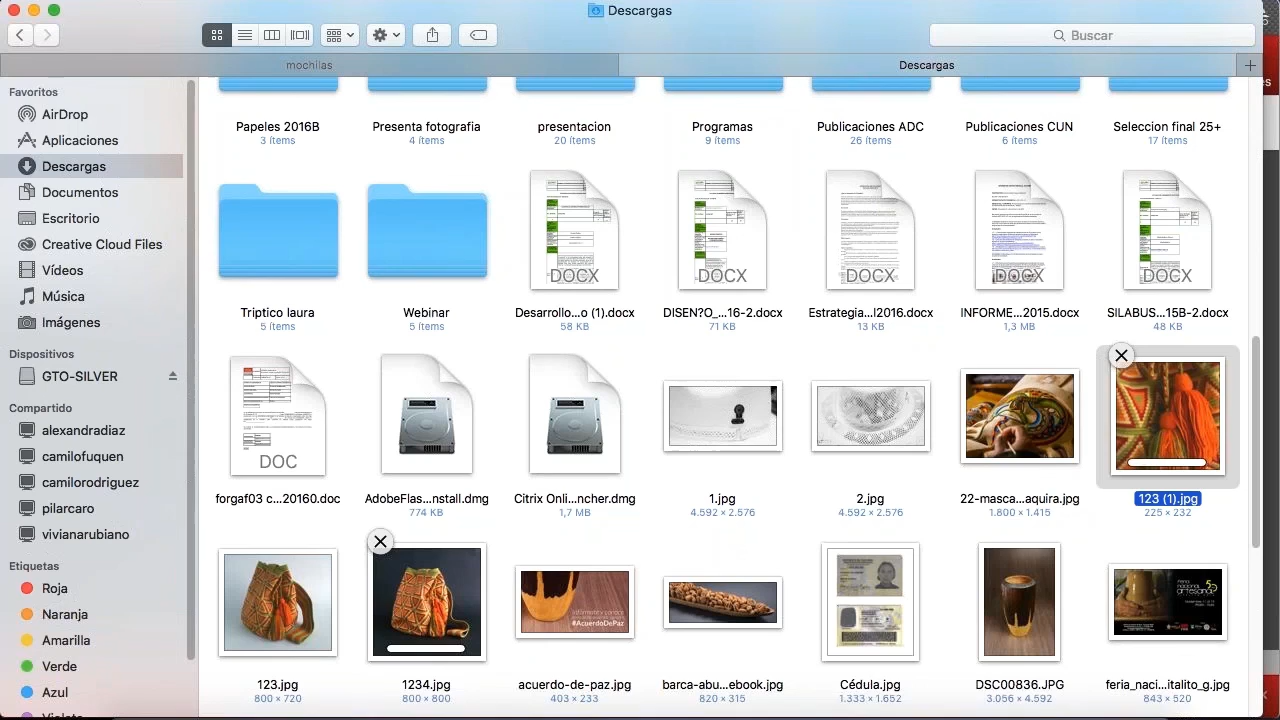 Descargas
Buscar
mochilas
Descargas
Favoritos
AirDrop
Aplicaciones
Descargas
Documentos
Escritorio
Creative Cloud Files
Vídeos
Música
Imágenes
Dispositivos
GTO-SILVER
Compartido
alexandradiaz
camilofuquen
camilorodriguez
pilarcaro
vivianarubiano
Etiquetas
Roja
Naranja
Amarilla
Verde
Azul
Violeta
Papeles 2016B
3 ítems
Presenta fotografia
4 ítems
presentacion
20 ítems
Programas
9 ítems
Publicaciones ADC
26 ítems
Publicaciones CUN
6 ítems
Seleccion final 25+
17 ítems
Triptico laura
5 ítems
Webinar
5 ítems
DOCX
Desarrollo...o (1).docx
58 KB
DOCX
DISEN?O_...16-2.docx
71 KB
DOCX
Estrategia...l2016.docx
13 KB
DOCX
INFORME...2015.docx
1,3 MB
DOCX
SILABUS...15B-2.docx
48 KB
DOC
forgaf03 c...20160.doc
AdobeFlas...nstall.dmg
774 KB
Citrix Onli...ncher.dmg
1,7 MB
1.jpg
4.592 × 2.576
2.jpg
4.592 × 2.576
22-masca...aquira.jpg
1.800 × 1.415
123 (1).jpg
225 × 232
123.jpg
800 × 720
1234.jpg
800 × 800
#AcuerdoDePaz
acuerdo-de-paz.jpg
403 × 233
barca-abu...ebook.jpg
820 × 315
Cédula.jpg
1.333 × 1.652
DSC00836.JPG
3.056 × 4.592
feria_naci...italito_g.jpg
843 × 520